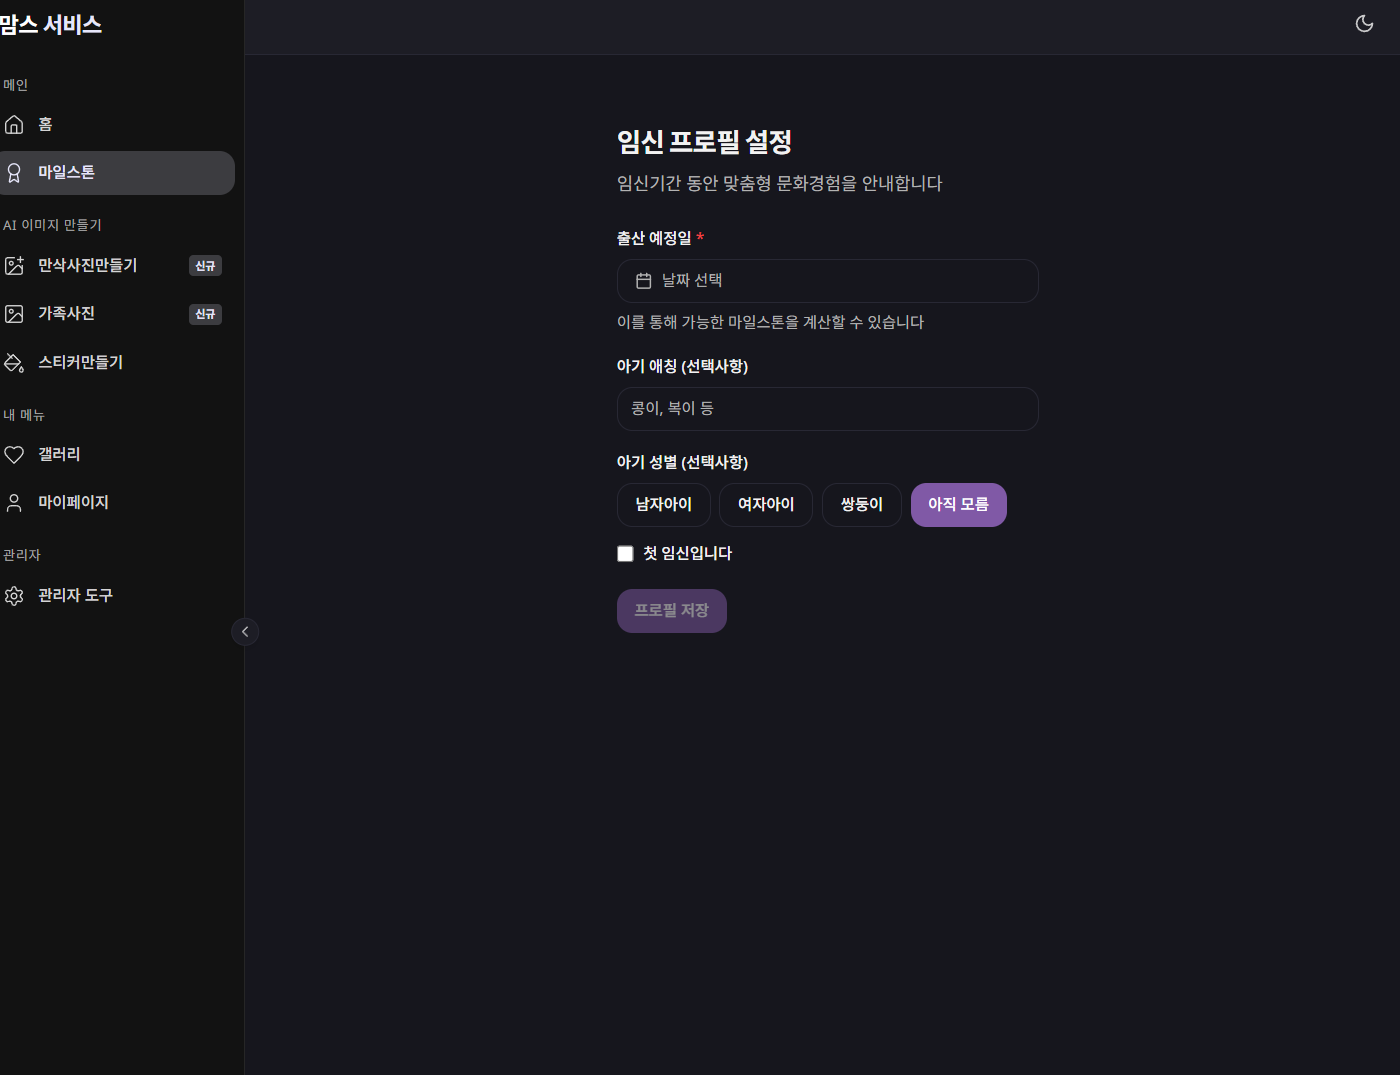 맘스 서비스
메인
홈
마일스톤
AI 이미지 만들기
만삭사진만들기 신규
가족사진 신규
스티커만들기
내 메뉴
갤러리
마이페이지
관리자
관리자 도구
임신 프로필 설정
임신기간 동안 맞춤형 문화경험을 안내합니다
출산 예정일 *
날짜 선택
이를 통해 가능한 마일스톤을 계산할 수 있습니다
아기 애칭 (선택사항)
콩이, 복이 등
아기 성별 (선택사항)
남자아이 여자아이 쌍둥이 아직 모름
첫 임신입니다
프로필 저장